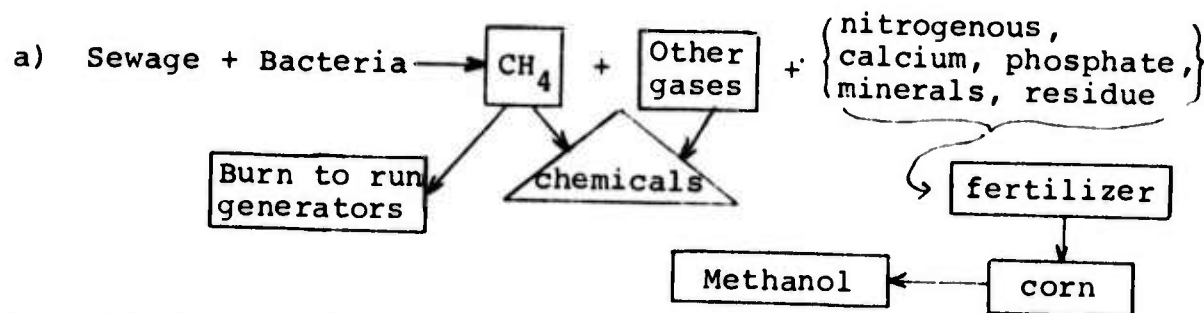 a) Sewage + Bacteria → CH₄ + Other gases + {nitrogenous,
calcium, phosphate,
minerals, residue}
Burn to run
generators
chemicals
fertilizer
Methanol
corn